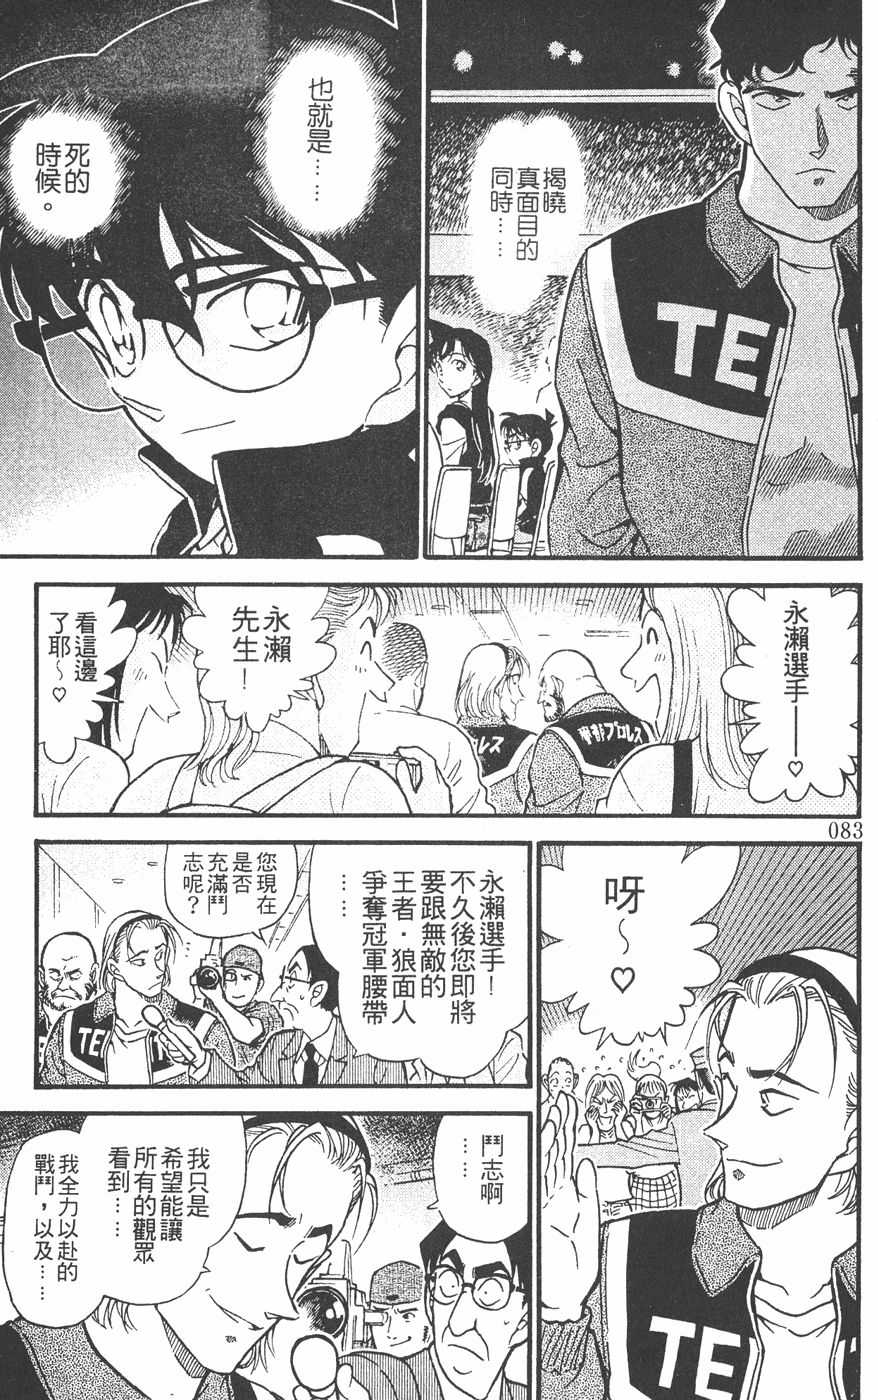 揭曉
真面目的
同時……
TE
也就是……
死的
時候。
永瀨選手——♡
永瀨
先生！
看這邊
了耶～♡
プロレス
ロレス
083
呀～♡
永瀨選手！
不久後您即將
要跟無敵的
王者．狼面人
爭奪冠軍腰帶
……
您現在
是否
充滿鬥
志呢？
TE
TE
鬥志啊
……
我只是
希望能讓
所有的觀眾
看到……
我全力以赴的
戰鬥，以及……